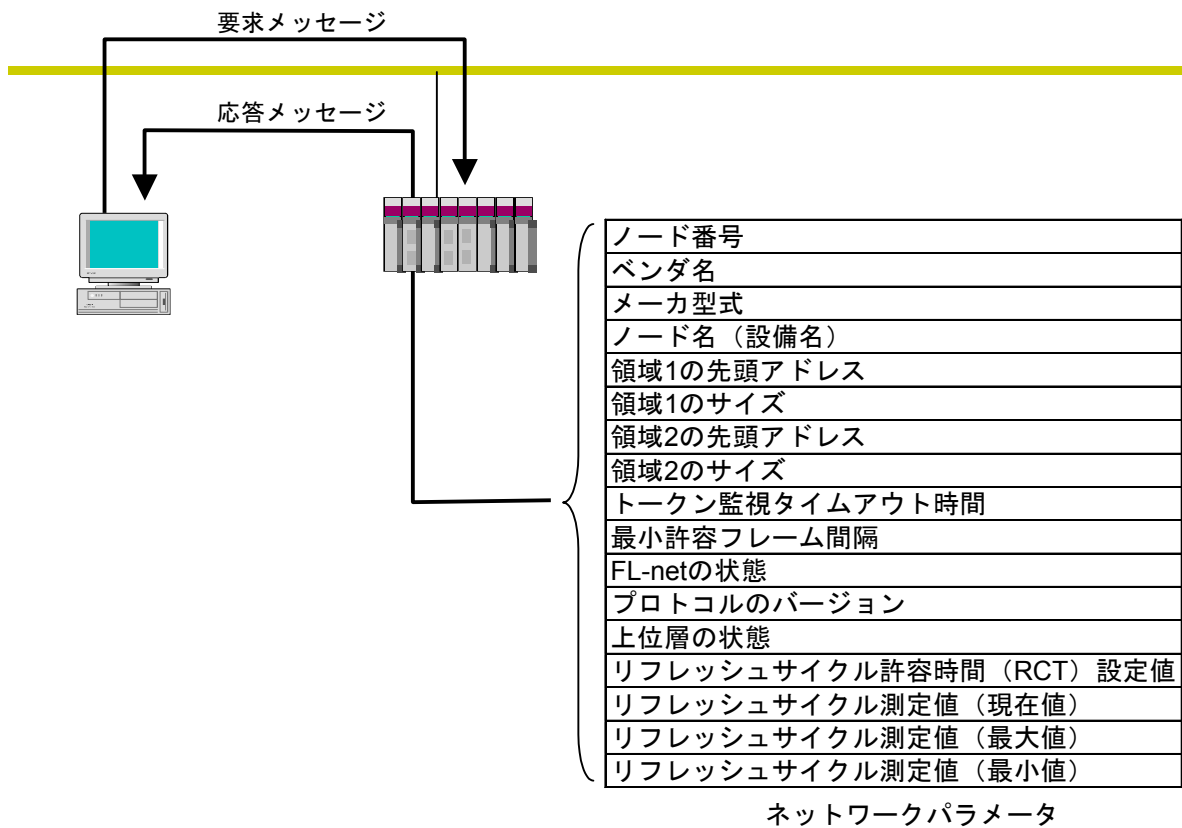 要求メッセージ
応答メッセージ
ノード番号
ベンダ名
メーカ型式
ノード名（設備名）
領域1の先頭アドレス
領域1のサイズ
領域2の先頭アドレス
領域2のサイズ
トークン監視タイムアウト時間
最小許容フレーム間隔
FL-netの状態
プロトコルのバージョン
上位層の状態
リフレッシュサイクル許容時間（RCT）設定値
リフレッシュサイクル測定値（現在値）
リフレッシュサイクル測定値（最大値）
リフレッシュサイクル測定値（最小値）
ネットワークパラメータ